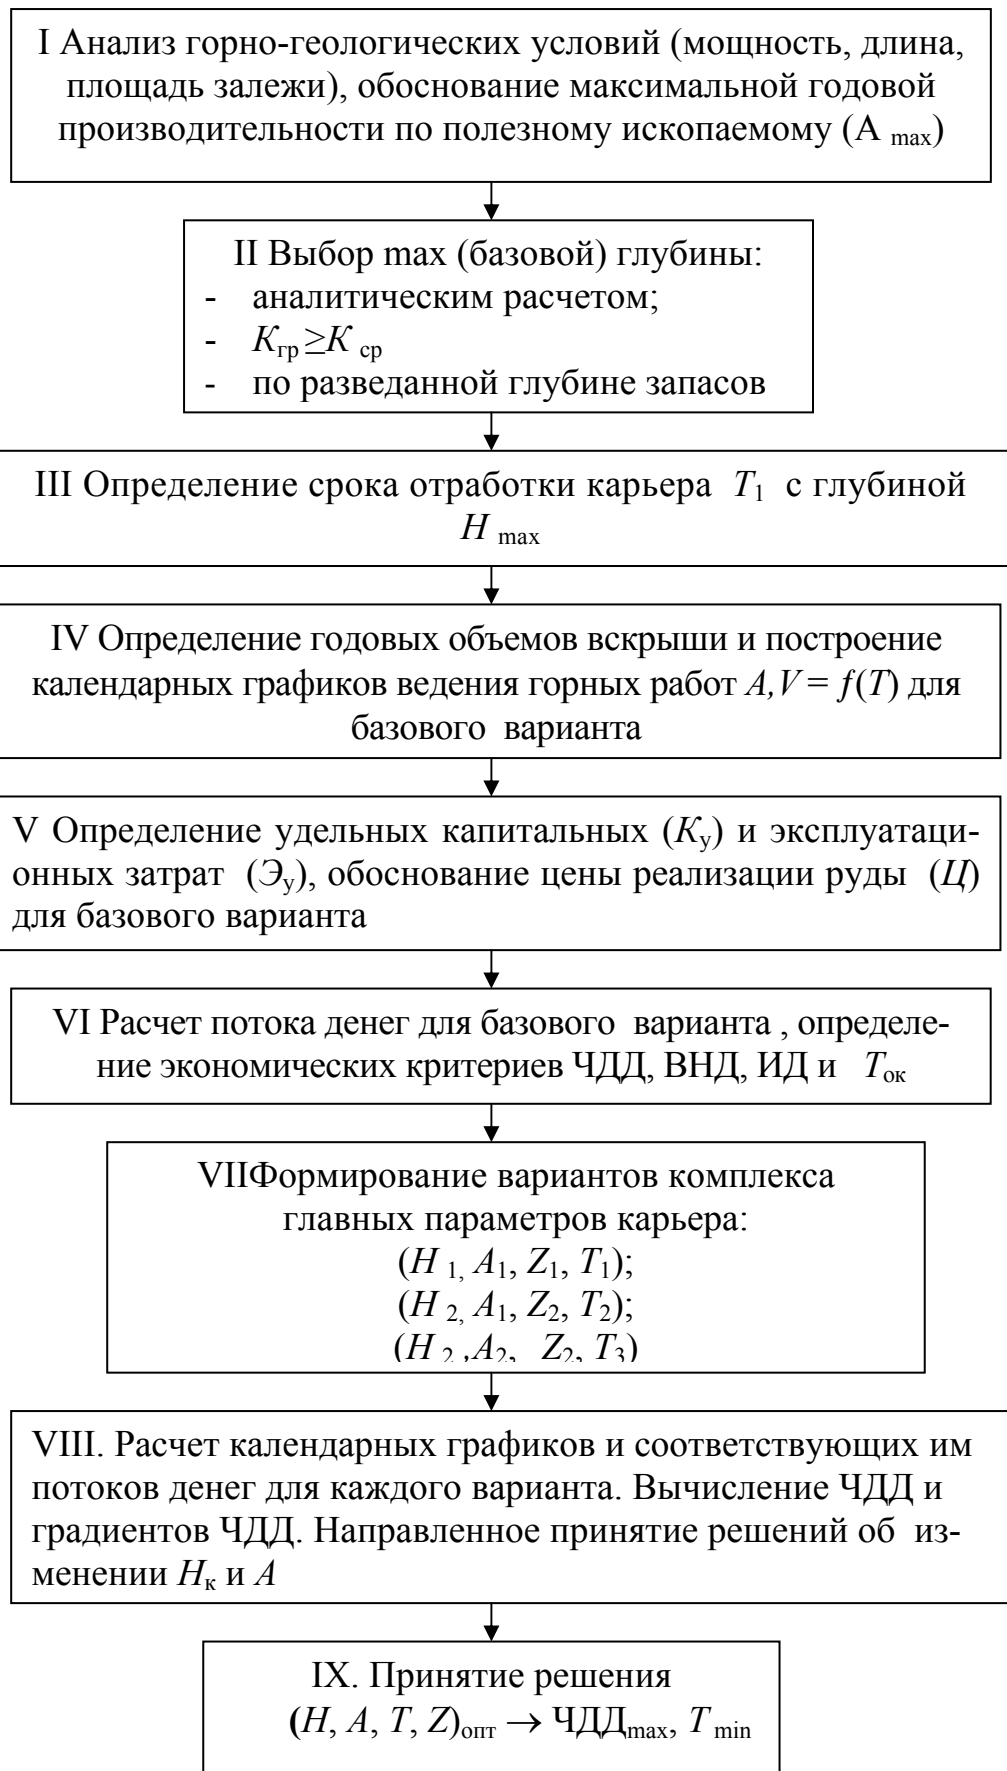 I Анализ горно-геологических условий (мощность, длина,
площадь залежи), обоснование максимальной годовой
производительности по полезному ископаемому (А max)
II Выбор max (базовой) глубины:
- аналитическим расчетом;
- Kгр ≥K ср
- по разведанной глубине запасов
III Определение срока отработки карьера T1 с глубиной
H max
IV Определение годовых объемов вскрыши и построение
календарных графиков ведения горных работ A,V = f(T) для
базового варианта
V Определение удельных капитальных (Kу) и эксплуатаци-
онных затрат (Эу), обоснование цены реализации руды (Ц)
для базового варианта
VI Расчет потока денег для базового варианта , определе-
ние экономических критериев ЧДД, ВНД, ИД и Tок
VIIФормирование вариантов комплекса
главных параметров карьера:
(H 1, A1, Z1, T1);
(H 2, A1, Z2, T2);
(H 2 ,A2, Z2, T3)
VIII. Расчет календарных графиков и соответствующих им
потоков денег для каждого варианта. Вычисление ЧДД и
градиентов ЧДД. Направленное принятие решений об из-
менении Hк и A
IX. Принятие решения
(H, A, T, Z)опт → ЧДДmax, T min